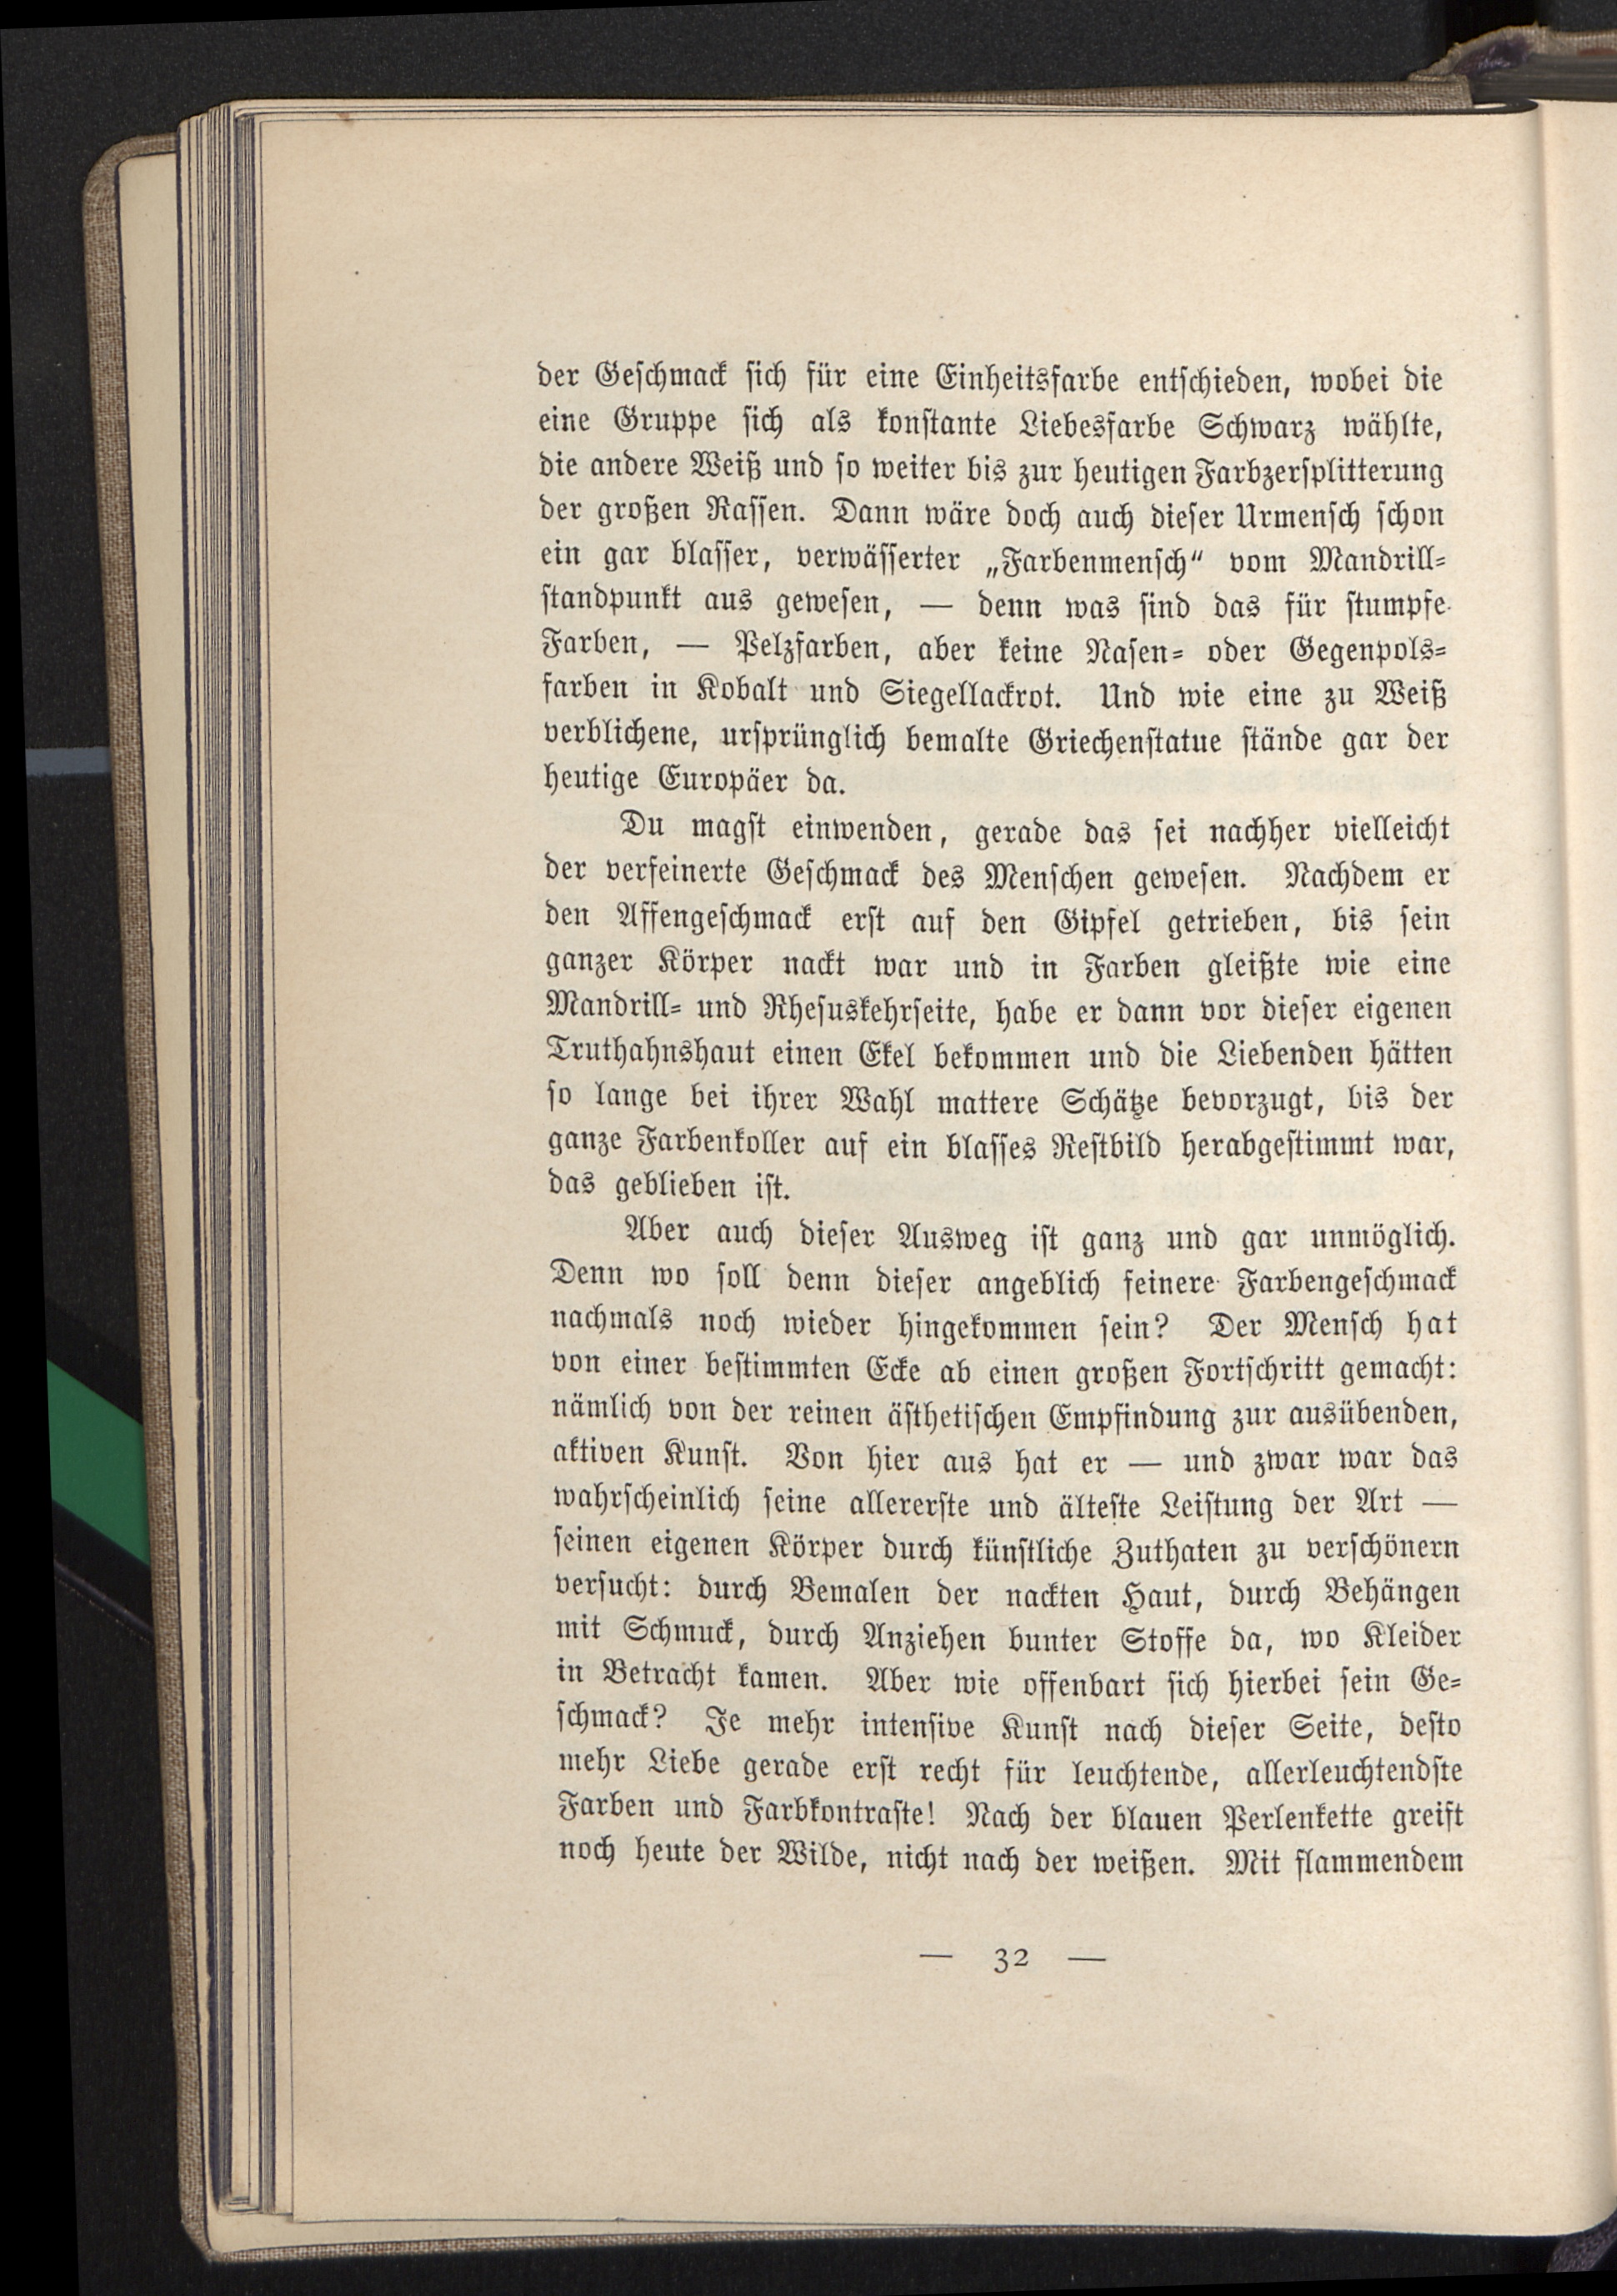 der Geschmack sich für eine Einheitsfarbe entschieden, wobei die
eine Gruppe sich als konstante Liebesfarbe Schwarz wählte,
die andere Weiß und so weiter bis zur heutigen Farbzersplitterung
der großen Rassen. Dann wäre doch auch dieser Urmensch schon
ein gar blasser, verwässerter „Farbenmensch“ vom Mandrill-
standpunkt aus gewesen, — denn was sind das für stumpfe
Farben, — Pelzfarben, aber keine Nasen- oder Gegenpols-
farben in Kobalt und Siegellackrot. Und wie eine zu Weiß
verblichene, ursprünglich bemalte Griechenstatue stände gar der
heutige Europäer da.
Du magst einwenden, gerade das sei nachher vielleicht
der verfeinerte Geschmack des Menschen gewesen. Nachdem er
den Affengeschmack erst auf den Gipfel getrieben, bis sein
ganzer Körper nackt war und in Farben gleißte wie eine
Mandrill- und Rhesuskehrseite, habe er dann vor dieser eigenen
Truthahnshaut einen Ekel bekommen und die Liebenden hätten
so lange bei ihrer Wahl mattere Schätze bevorzugt, bis der
ganze Farbenkoller auf ein blasses Restbild herabgestimmt war,
das geblieben ist.
Aber auch dieser Ausweg ist ganz und gar unmöglich.
Denn wo soll denn dieser angeblich feinere Farbengeschmack
nachmals noch wieder hingekommen sein? Der Mensch hat
von einer bestimmten Ecke ab einen großen Fortschritt gemacht:
nämlich von der reinen ästhetischen Empfindung zur ausübenden,
aktiven Kunst. Von hier aus hat er — und zwar war das
wahrscheinlich seine allererste und älteste Leistung der Art —
seinen eigenen Körper durch künstliche Zuthaten zu verschönern
versucht: durch Bemalen der nackten Haut, durch Behängen
mit Schmuck, durch Anziehen bunter Stoffe da, wo Kleider
in Betracht kamen. Aber wie offenbart sich hierbei sein Ge-
schmack? Je mehr intensive Kunst nach dieser Seite, desto
mehr Liebe gerade erst recht für leuchtende, allerleuchtendste
Farben und Farbkontraste! Nach der blauen Perlenkette greift
noch heute der Wilde, nicht nach der weißen. Mit flammendem
— 32 —